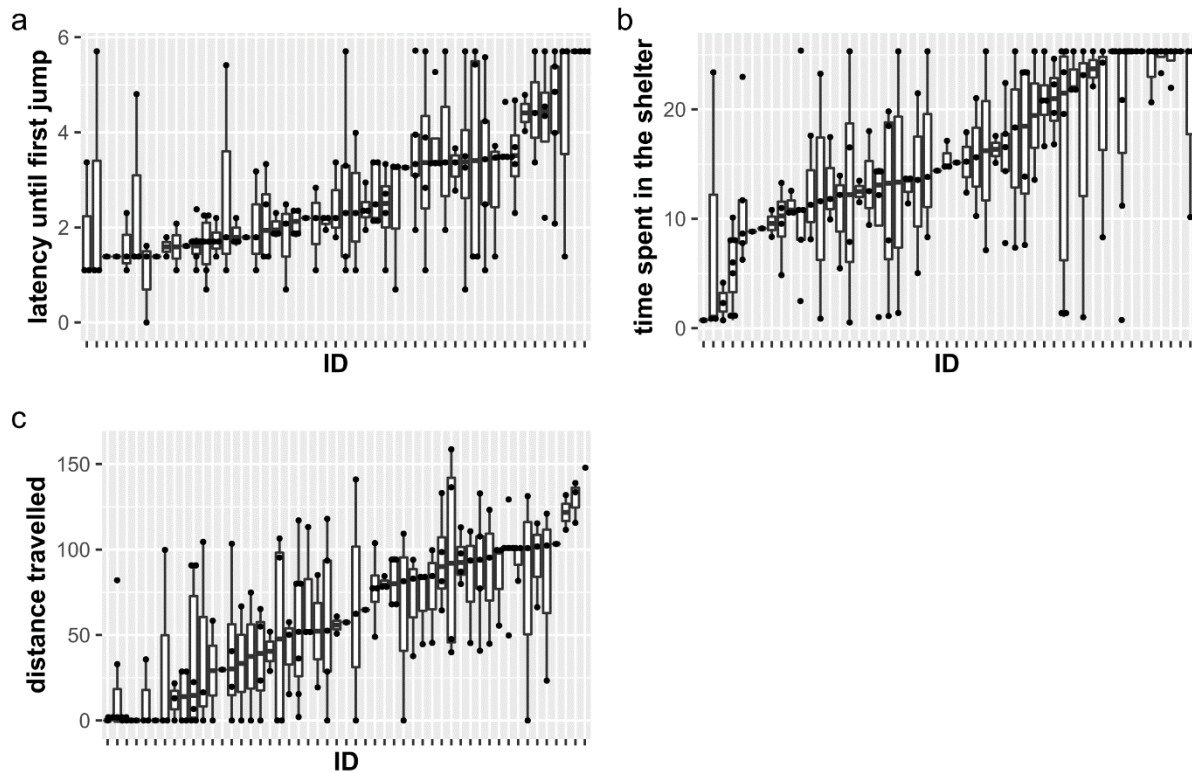 a
latency until first jump
6
4
2
0
ID
b
time spent in the shelter
20
10
0
ID
c
distance travelled
150
100
50
0
ID